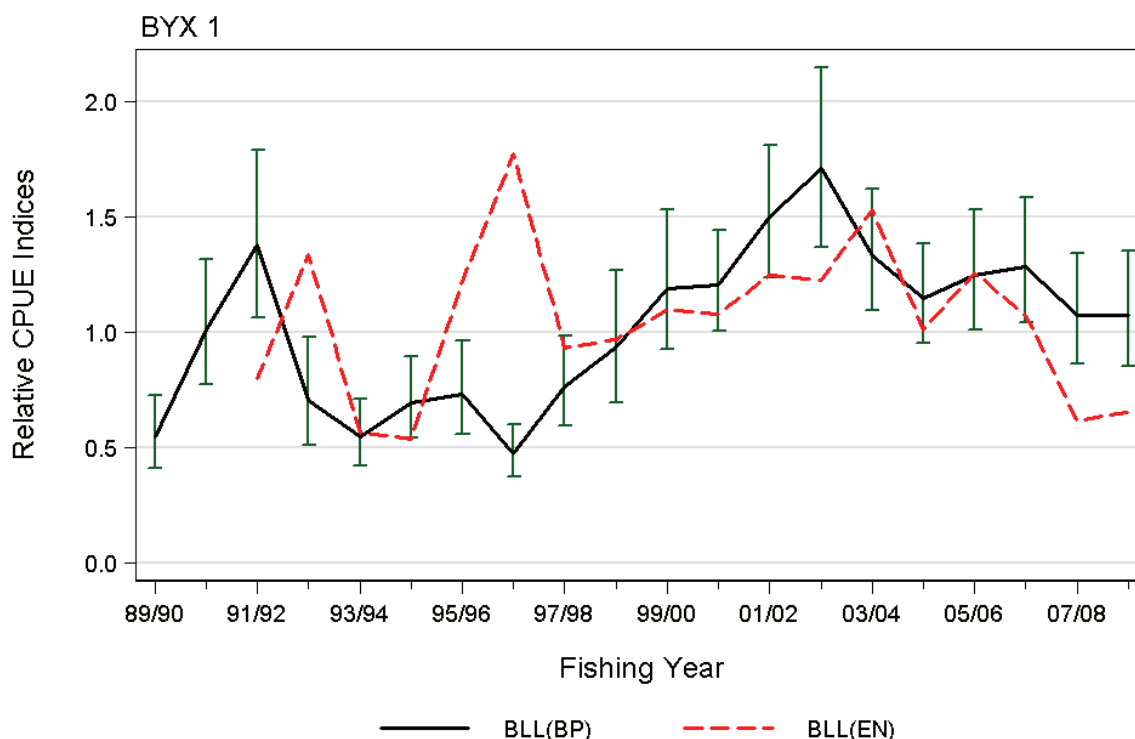 BYX 1
2.0
1.5
1.0
0.5
0.0
Relative CPUE Indices
89/90 91/92 93/94 95/96 97/98 99/00 01/02 03/04 05/06 07/08
Fishing Year
BLL(BP) BLL(EN)